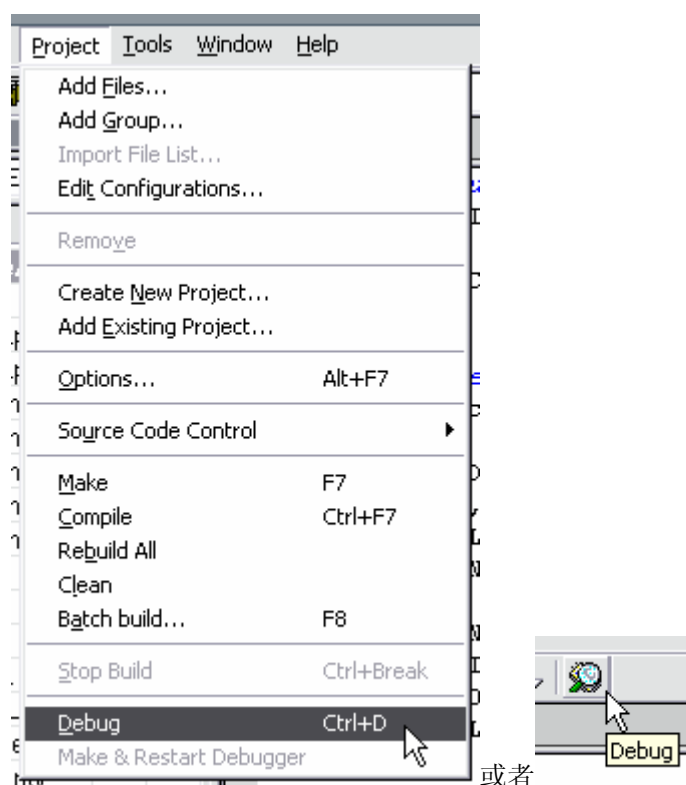 Project Tools Window Help
Add Files...
Add Group...
Import File List...
Edit Configurations...
Remove
Create New Project...
Add Existing Project...
Options... Alt+F7
Source Code Control
Make F7
Compile Ctrl+F7
Rebuild All
Clean
Batch build... F8
Stop Build Ctrl+Break
Debug Ctrl+D
Make & Restart Debugger
或者
Debug